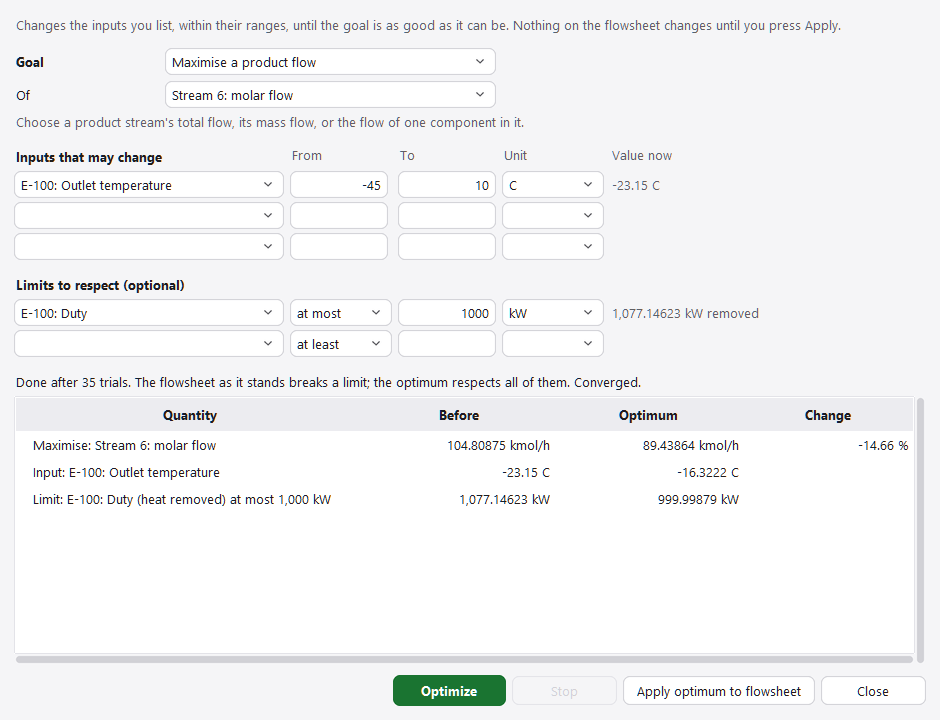 Changes the inputs you list, within their ranges, until the goal is as good as it can be. Nothing on the flowsheet changes until you press Apply.
Goal Maximise a product flow
Of Stream 6: molar flow
Choose a product stream's total flow, its mass flow, or the flow of one component in it.
Inputs that may change From To Unit Value now
E-100: Outlet temperature -45 10 C -23.15 C
Limits to respect (optional)
E-100: Duty at most 1000 kW 1,077.14623 kW removed
at least
Done after 35 trials. The flowsheet as it stands breaks a limit; the optimum respects all of them. Converged.
Quantity Before Optimum Change
Maximise: Stream 6: molar flow 104.80875 kmol/h 89.43864 kmol/h -14.66 %
Input: E-100: Outlet temperature -23.15 C -16.3222 C
Limit: E-100: Duty (heat removed) at most 1,000 kW 1,077.14623 kW 999.99879 kW
Optimize Stop Apply optimum to flowsheet Close